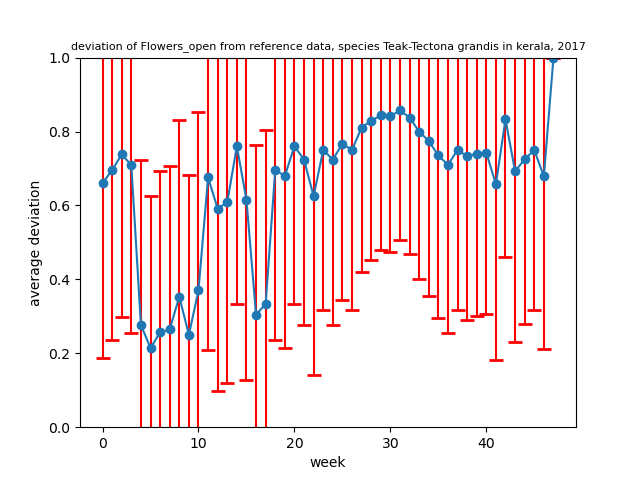 deviation of Flowers_open from reference data, species Teak-Tectona grandis in kerala, 2017
1.0
0.8
0.6
0.4
0.2
0.0
average deviation
0 10 20 30 40
week